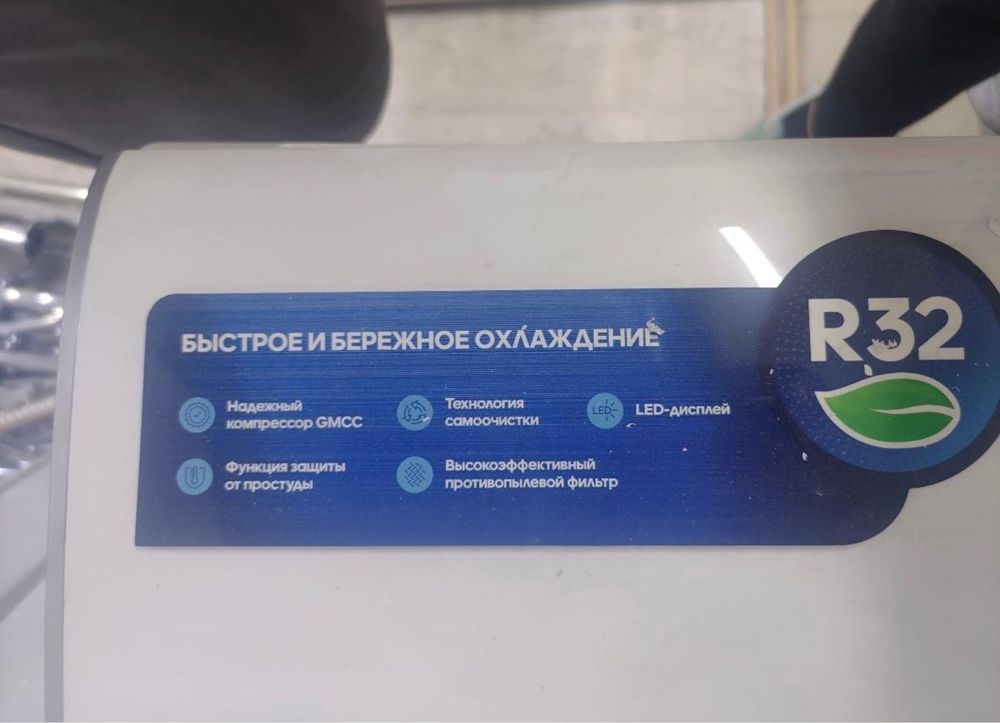 БЫСТРОЕ И БЕРЕЖНОЕ ОХЛАЖДЕНИЕ
R32
Надежный
компрессор GMCC
Технология
самоочистки
LED
LED-дисплей
Функция защиты
от простуды
Высокоэффективный
противопылевой фильтр